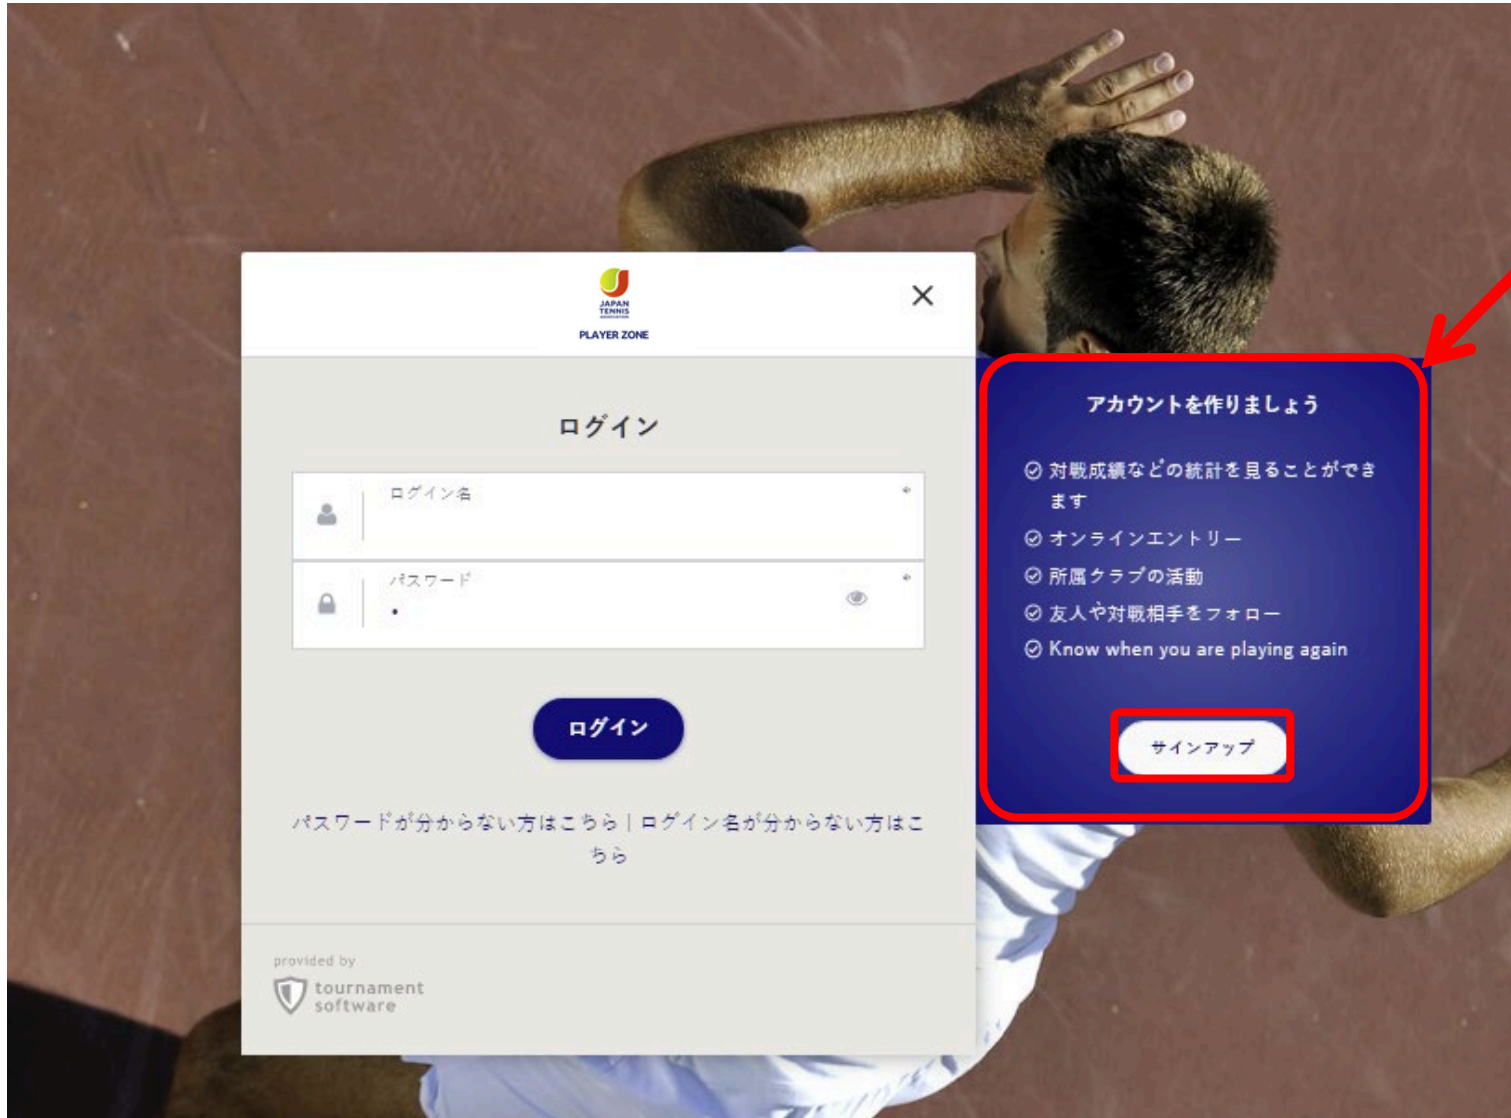 JAPAN
TENNIS
PLAYER ZONE
ログイン
ログイン名
パスワード
ログイン
パスワードが分からない方はこちら | ログイン名が分からない方はこ
ちら
provided by
tournament
software
アカウントを作りましょう
対戦成績などの統計を見ることができ
ます
オンラインエントリー
所属クラブの活動
友人や対戦相手をフォロー
Know when you are playing again
サインアップ